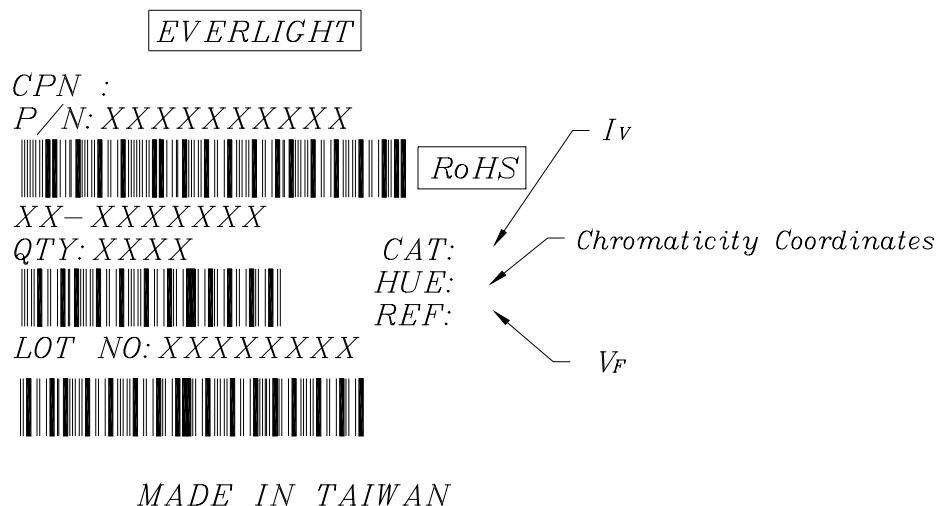 EVERLIGHT
CPN :
P/N: XXXXXXXXXX
RoHS
XX-XXXXXXX
QTY: XXXX
CAT:
HUE:
REF:
LOT NO: XXXXXXXX
MADE IN TAIWAN
IV
Chromaticity Coordinates
VF